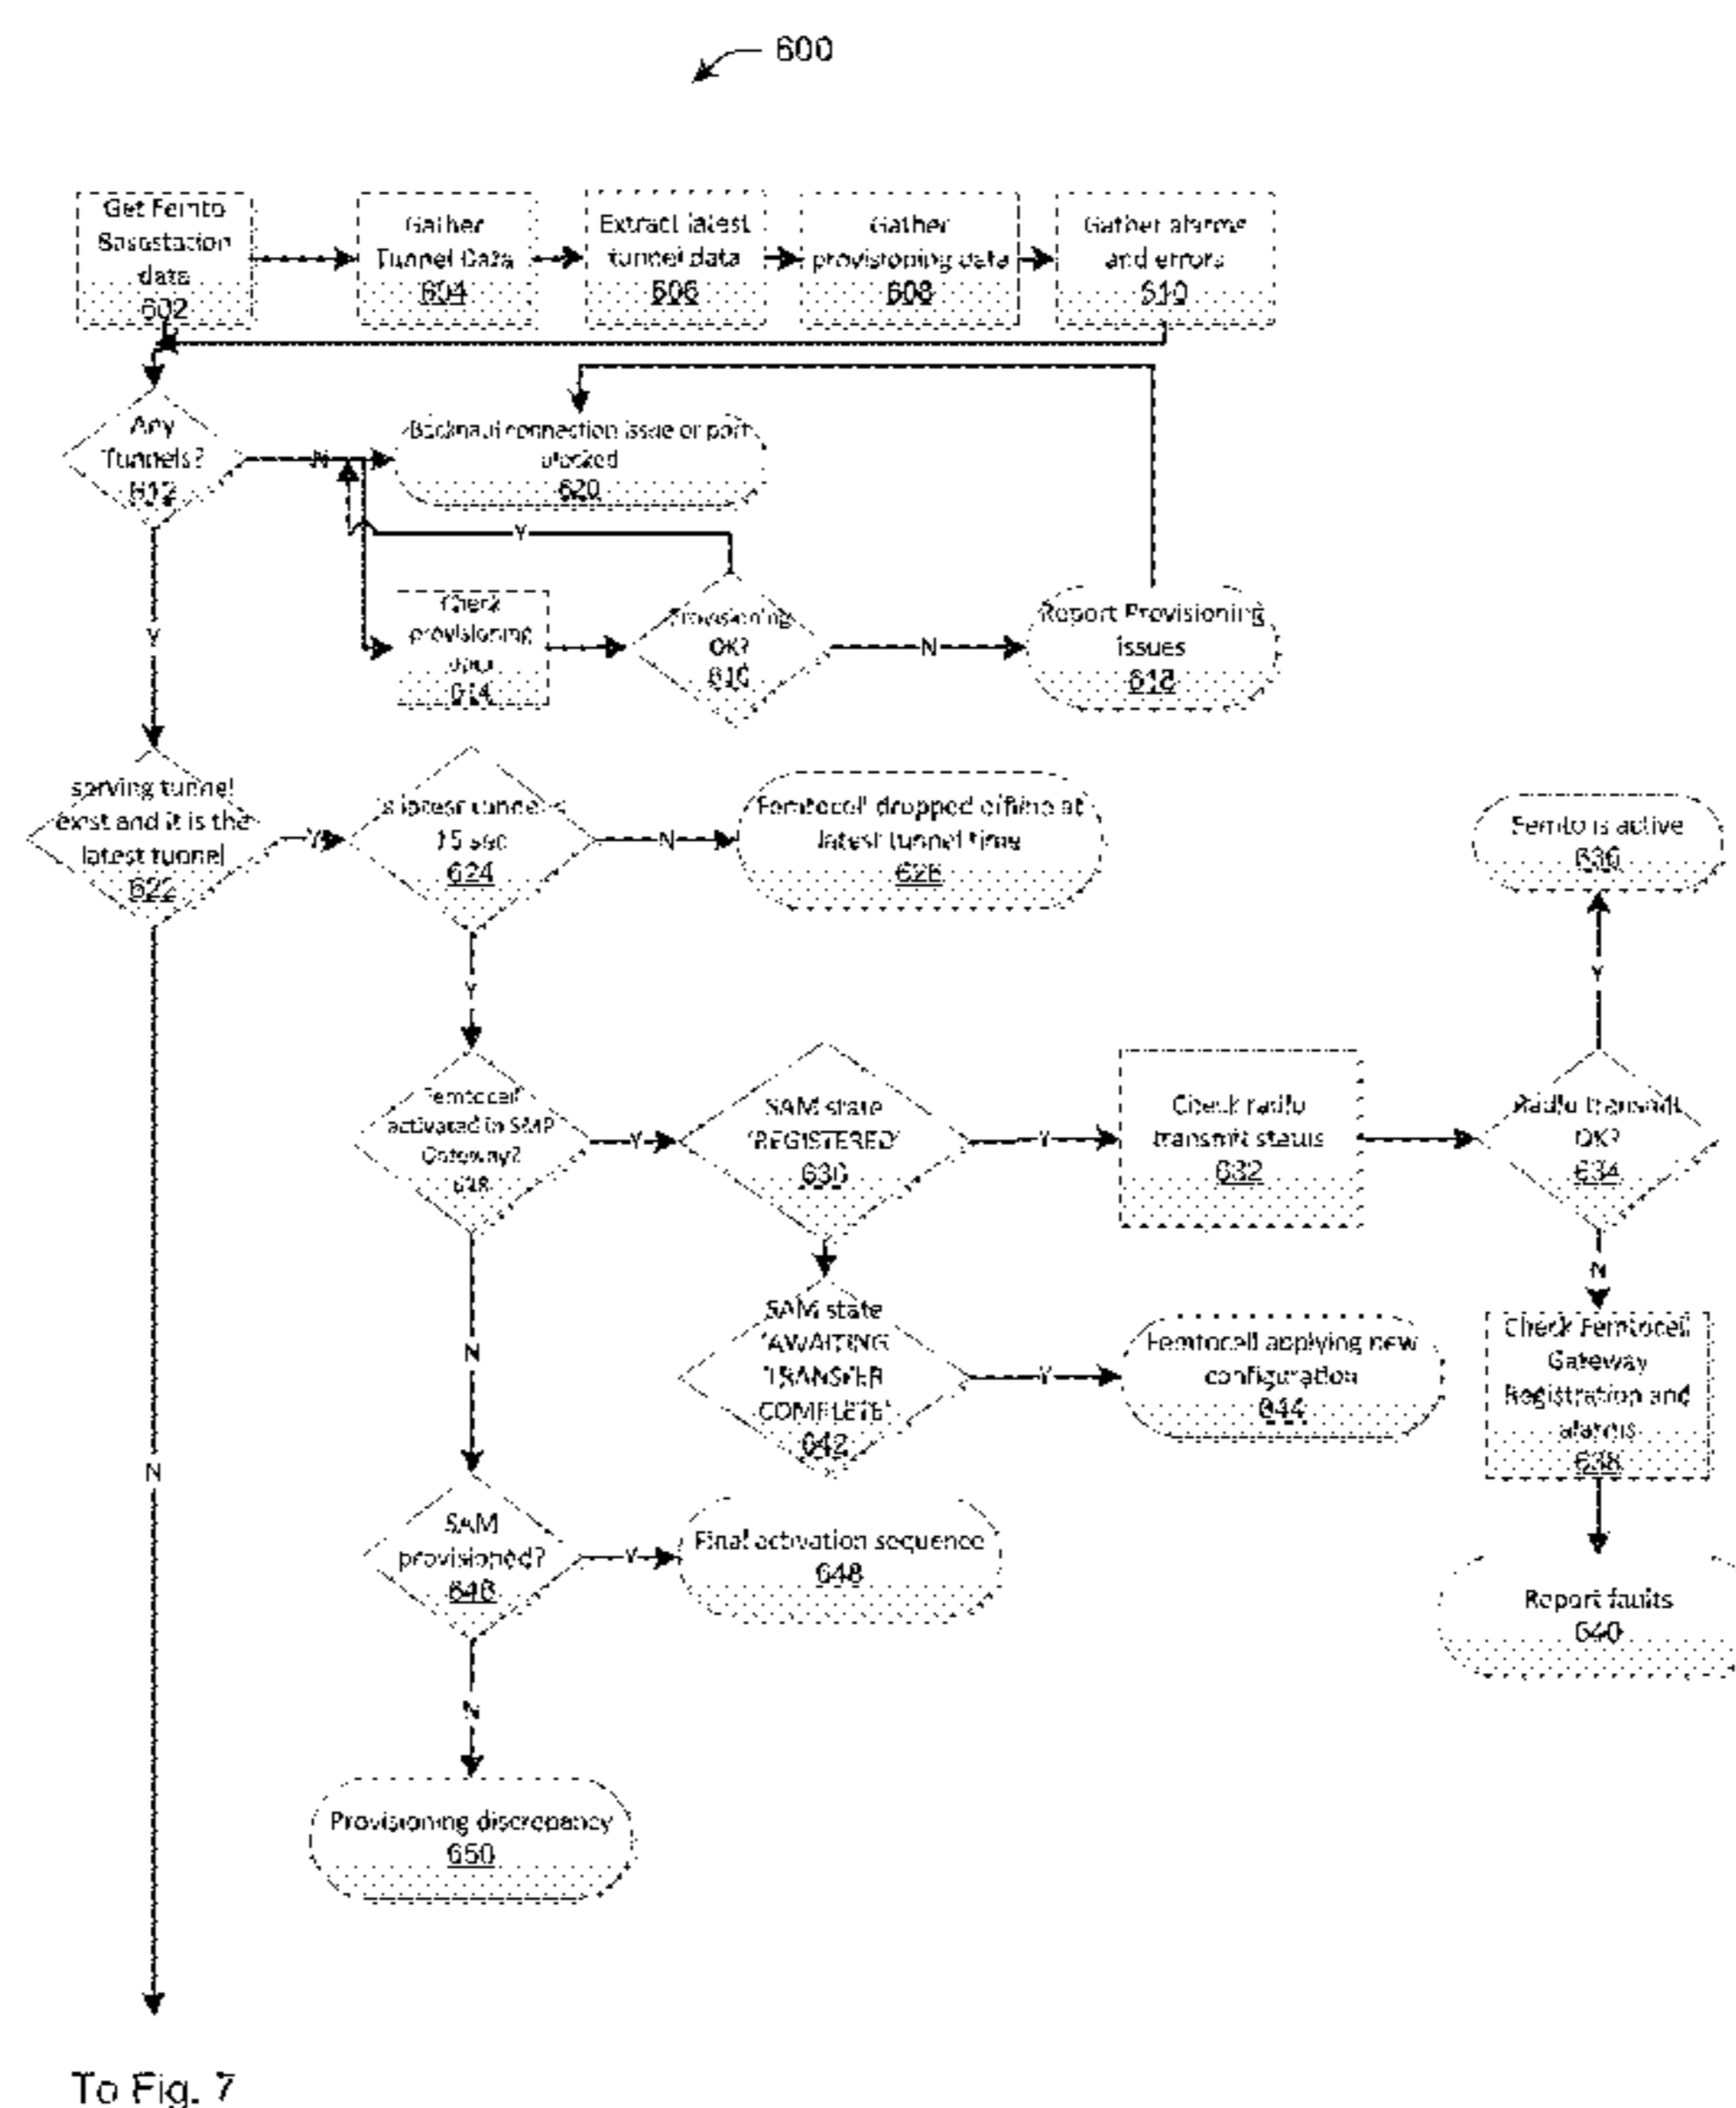 600
Get Femto
Basestation
data
602
Gather
Tunnel Data
604
Extract latest
tunnel data
606
Gather
provisioning data
608
Gather alarms
and errors
610
Any
Tunnels?
612
N
Backhaul connection issue or port
blocked
620
Y
Check
provisioning
data
614
Provisioning
OK?
616
N
Report Provisioning
issues
618
Y
serving tunnel
exist and it is the
latest tunnel
622
Y
Is latest tunnel <
15 sec
624
N
Femtocell dropped offline at
latest tunnel time
626
Femto is active
636
Y
Y
Femtocell
activated in SMP
Gateway?
628
Y
SAM state
'REGISTERED'
630
Y
Check radio
transmit status
632
Radio transmit
OK?
634
N
SAM state
'AWAITING
TRANSFER
COMPLETE'
642
Y
Femtocell applying new
configuration
644
Check Femtocell
Gateway
Registration and
alarms
638
N
N
SAM
provisioned?
646
Y
Final activation sequence
648
Report faults
640
N
Provisioning discrepancy
650
To Fig. 7